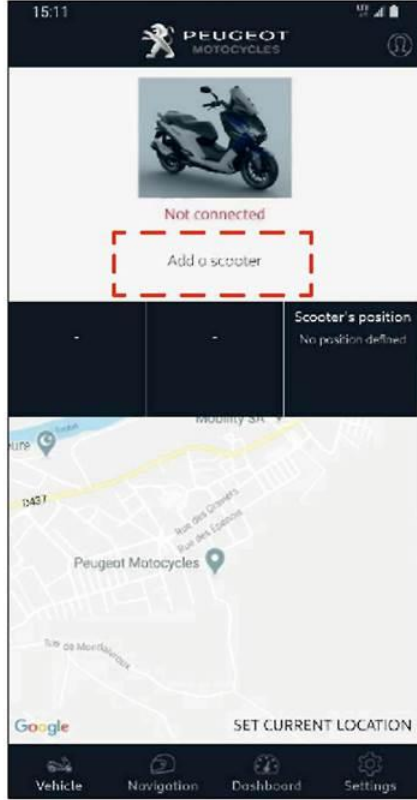 15:11
PEUGEOT
MOTOCYCLES
Not connected
Add a scooter
Scooter's position
No position defined
-
-
Mobility SA.
D437
Rue des Graviers
Rue des Epenois
Peugeot Motocycles
Google
SET CURRENT LOCATION
Vehicle
Navigation
Dashboard
Settings